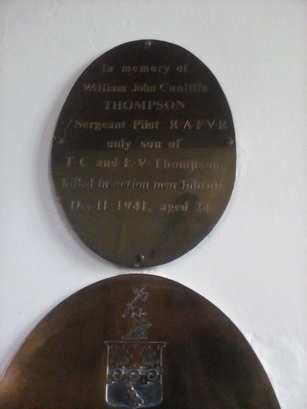 In memory of
William John Cunliffe
THOMPSON
Sergeant Pilot R A F V R
only son of
T C and E V Thompson
killed in action near
Dec 11 1941, aged 24